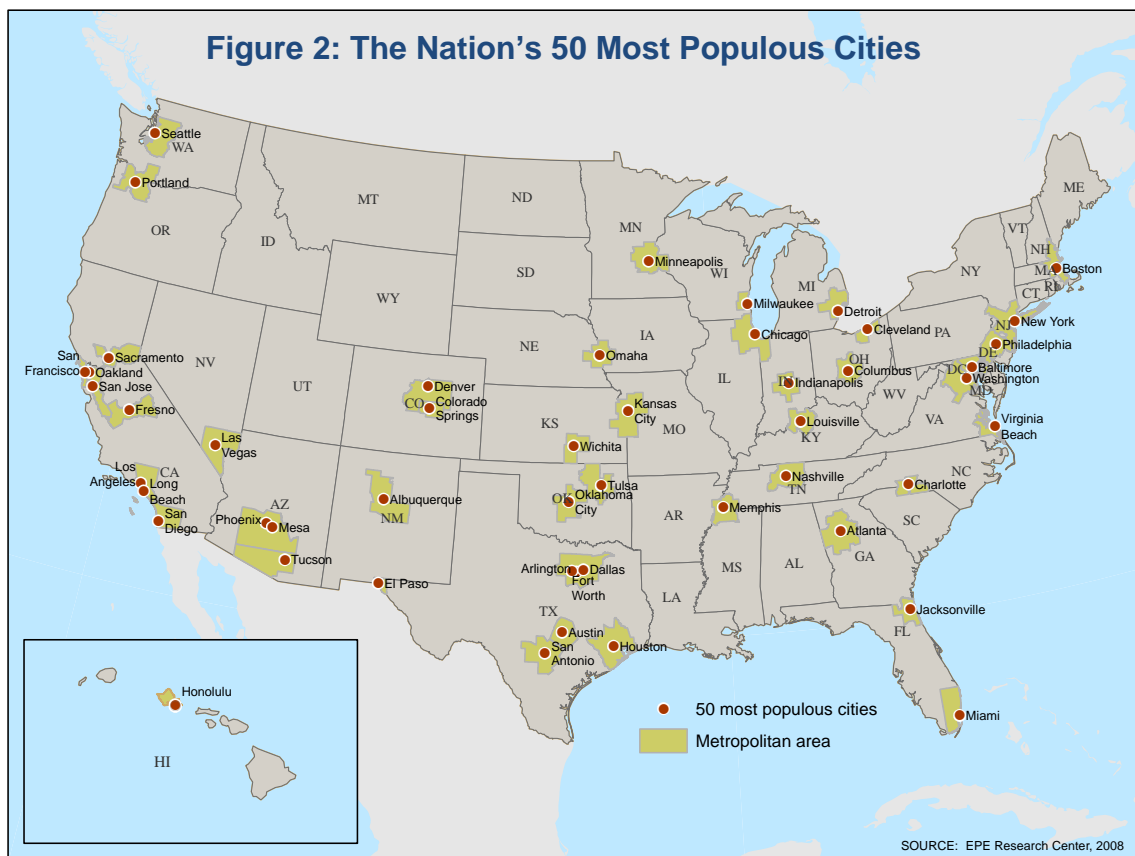 Figure 2: The Nation's 50 Most Populous Cities
Seattle
WA
Portland
OR
ID
MT
ND
MN
Minneapolis
SD
WY
WI
MI
Milwaukee
Detroit
Chicago
Cleveland
ME
VT
NH
NY
MA
Boston
RI
CT
New York
NJ
PA
Philadelphia
DE
Baltimore
DC
Washington
MD
IA
NE
Omaha
San
Francisco
Oakland
Sacramento
San Jose
Fresno
NV
UT
Denver
CO
Colorado
Springs
KS
Kansas
City
MO
Wichita
IL
IN
Indianapolis
OH
Columbus
WV
VA
Virginia
Beach
Louisville
KY
Las
Vegas
Los
Angeles
CA
Long
Beach
San
Diego
AZ
Phoenix
Mesa
Tucson
Albuquerque
NM
El Paso
OK
Oklahoma
City
Tulsa
AR
Memphis
Nashville
TN
NC
Charlotte
SC
Atlanta
GA
AL
MS
LA
Arlington
Dallas
Fort
Worth
TX
Austin
San
Antonio
Houston
Jacksonville
FL
Miami
Honolulu
HI
50 most populous cities
Metropolitan area
SOURCE: EPE Research Center, 2008